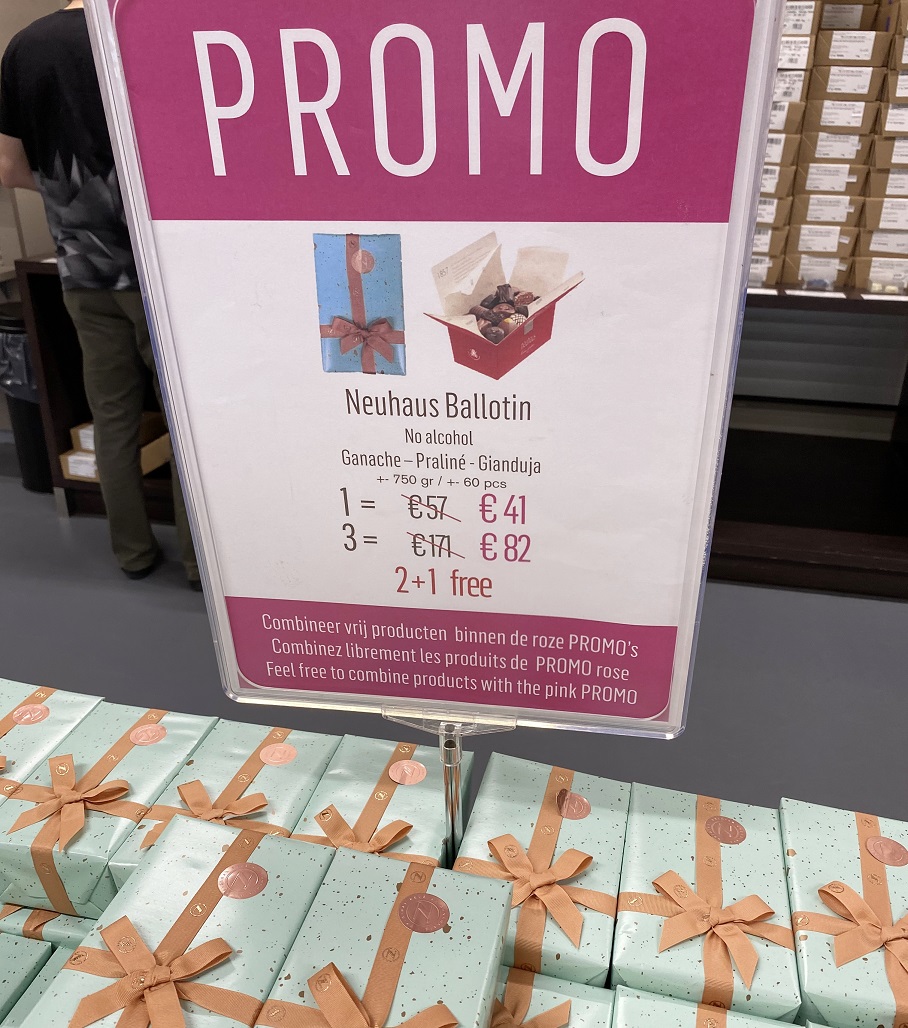 PROMO
Neuhaus Ballotin
No alcohol
Ganache – Praliné - Gianduja
+- 750 gr / +- 60 pcs
1 = €57 €41
3 = €171 €82
2+1 free
Combineer vrij producten binnen de roze PROMO's
Combinez librement les produits de PROMO rose
Feel free to combine products with the pink PROMO